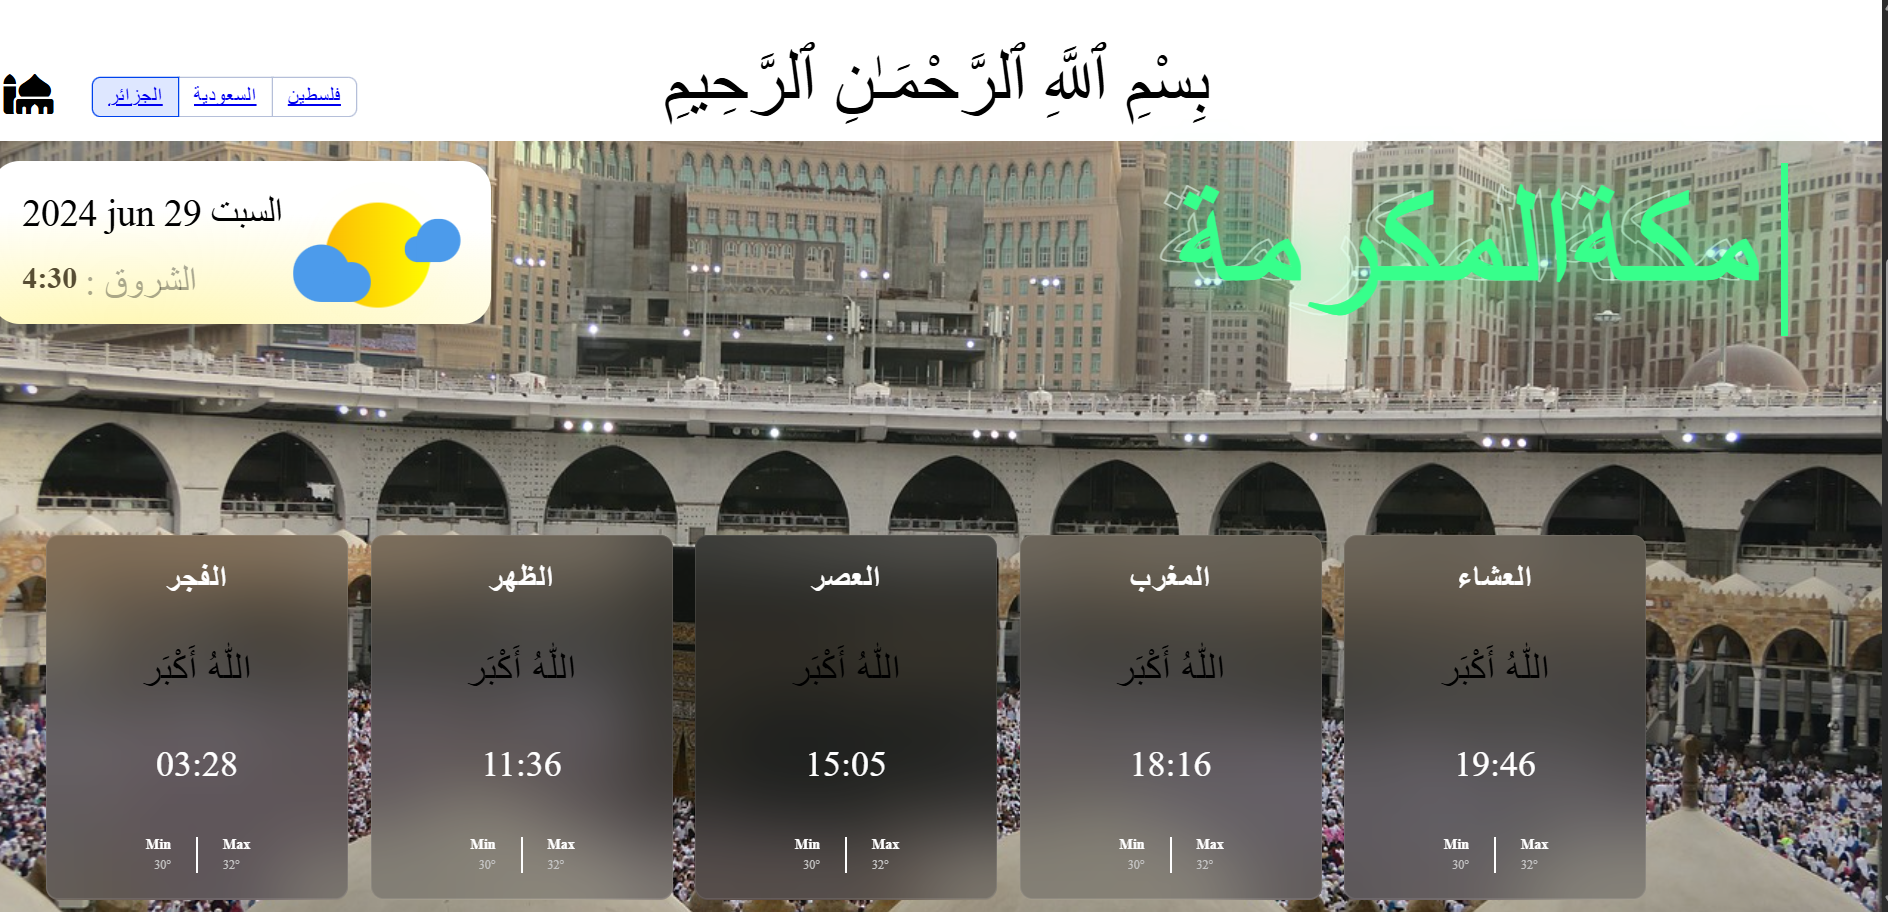 بِسْمِ ٱللَّهِ ٱلرَّحْمَـٰنِ ٱلرَّحِيمِ
فلسطين
السعودية
الجزائر
مكةالمكرمة
السبت 29 jun 2024
الشروق : 4:30
العشاء
اللّٰهُ أَكْبَر
19:46
Min Max
30° 32°
المغرب
اللّٰهُ أَكْبَر
18:16
Min Max
30° 32°
العصر
اللّٰهُ أَكْبَر
15:05
Min Max
30° 32°
الظهر
اللّٰهُ أَكْبَر
11:36
Min Max
30° 32°
الفجر
اللّٰهُ أَكْبَر
03:28
Min Max
30° 32°